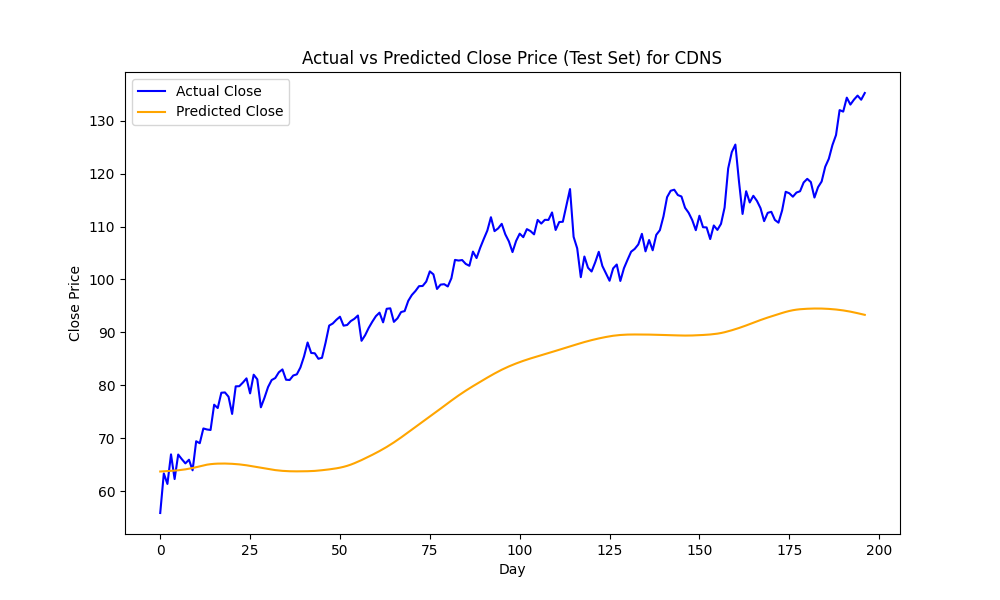 Actual vs Predicted Close Price (Test Set) for CDNS
Actual Close
Predicted Close
Close Price
130
120
110
100
90
80
70
60
0 25 50 75 100 125 150 175 200
Day